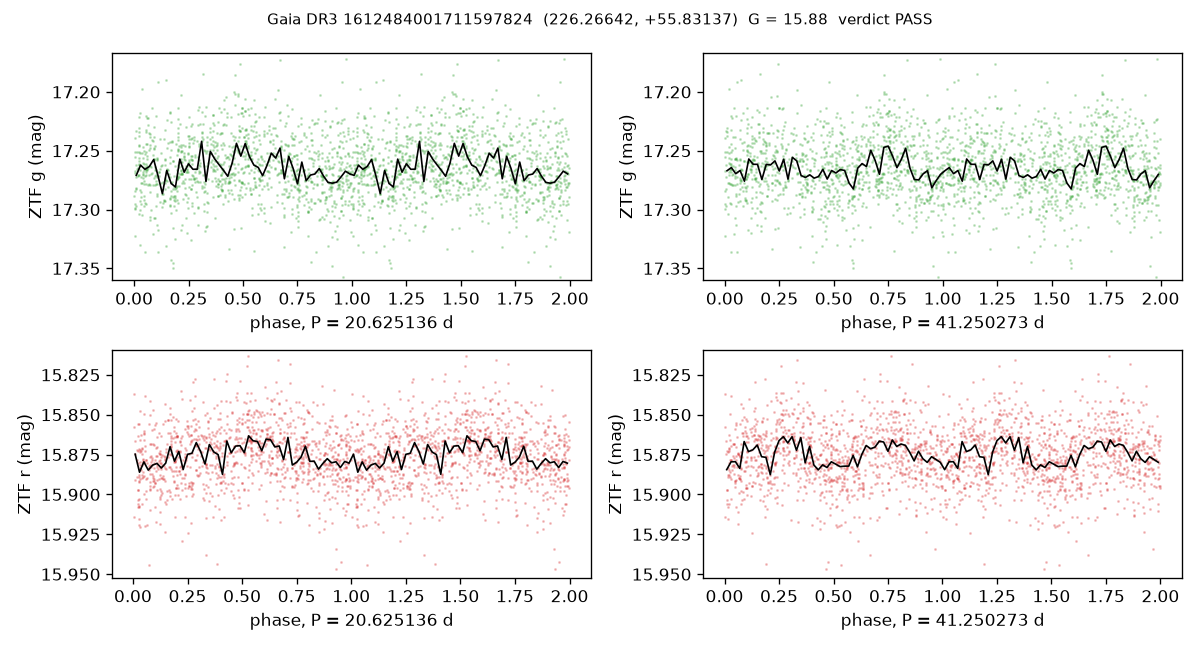 Gaia DR3 1612484001711597824 (226.26642, +55.83137) G = 15.88 verdict PASS
ZTF g (mag)
17.20
17.25
17.30
17.35
0.00 0.25 0.50 0.75 1.00 1.25 1.50 1.75 2.00
phase, P = 20.625136 d
ZTF g (mag)
17.20
17.25
17.30
17.35
0.00 0.25 0.50 0.75 1.00 1.25 1.50 1.75 2.00
phase, P = 41.250273 d
ZTF r (mag)
15.825
15.850
15.875
15.900
15.925
15.950
0.00 0.25 0.50 0.75 1.00 1.25 1.50 1.75 2.00
phase, P = 20.625136 d
ZTF r (mag)
15.825
15.850
15.875
15.900
15.925
15.950
0.00 0.25 0.50 0.75 1.00 1.25 1.50 1.75 2.00
phase, P = 41.250273 d